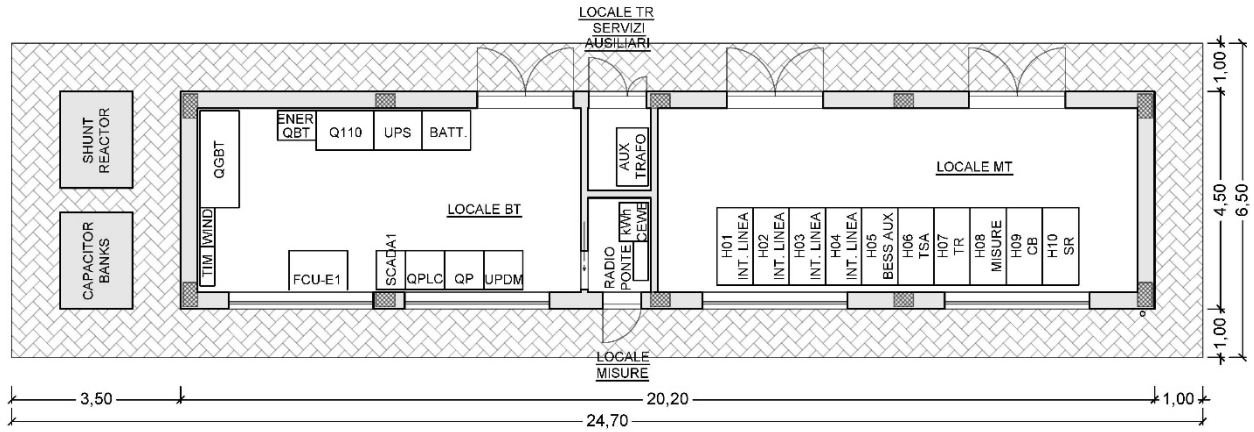 LOCALE TR
SERVIZI
AUSILIARI
1,00
4,50
6,50
1,00
SHUNT
REACTOR
CAPACITOR
BANKS
QGBT
WIND
TIM
ENER
QBT
Q110
UPS
BATT.
LOCALE BT
FCU-E1
SCADA1
QPLC
QP
UPDM
AUX
TRAFO
kWh
CEWE
RADIO
PONTE
LOCALE MT
H01
INT. LINEA
H02
INT. LINEA
H03
INT. LINEA
H04
INT. LINEA
H05
BESS AUX
H06
TSA
H07
TR
H08
MISURE
H09
CB
H10
SR
LOCALE
MISURE
3,50
20,20
1,00
24,70